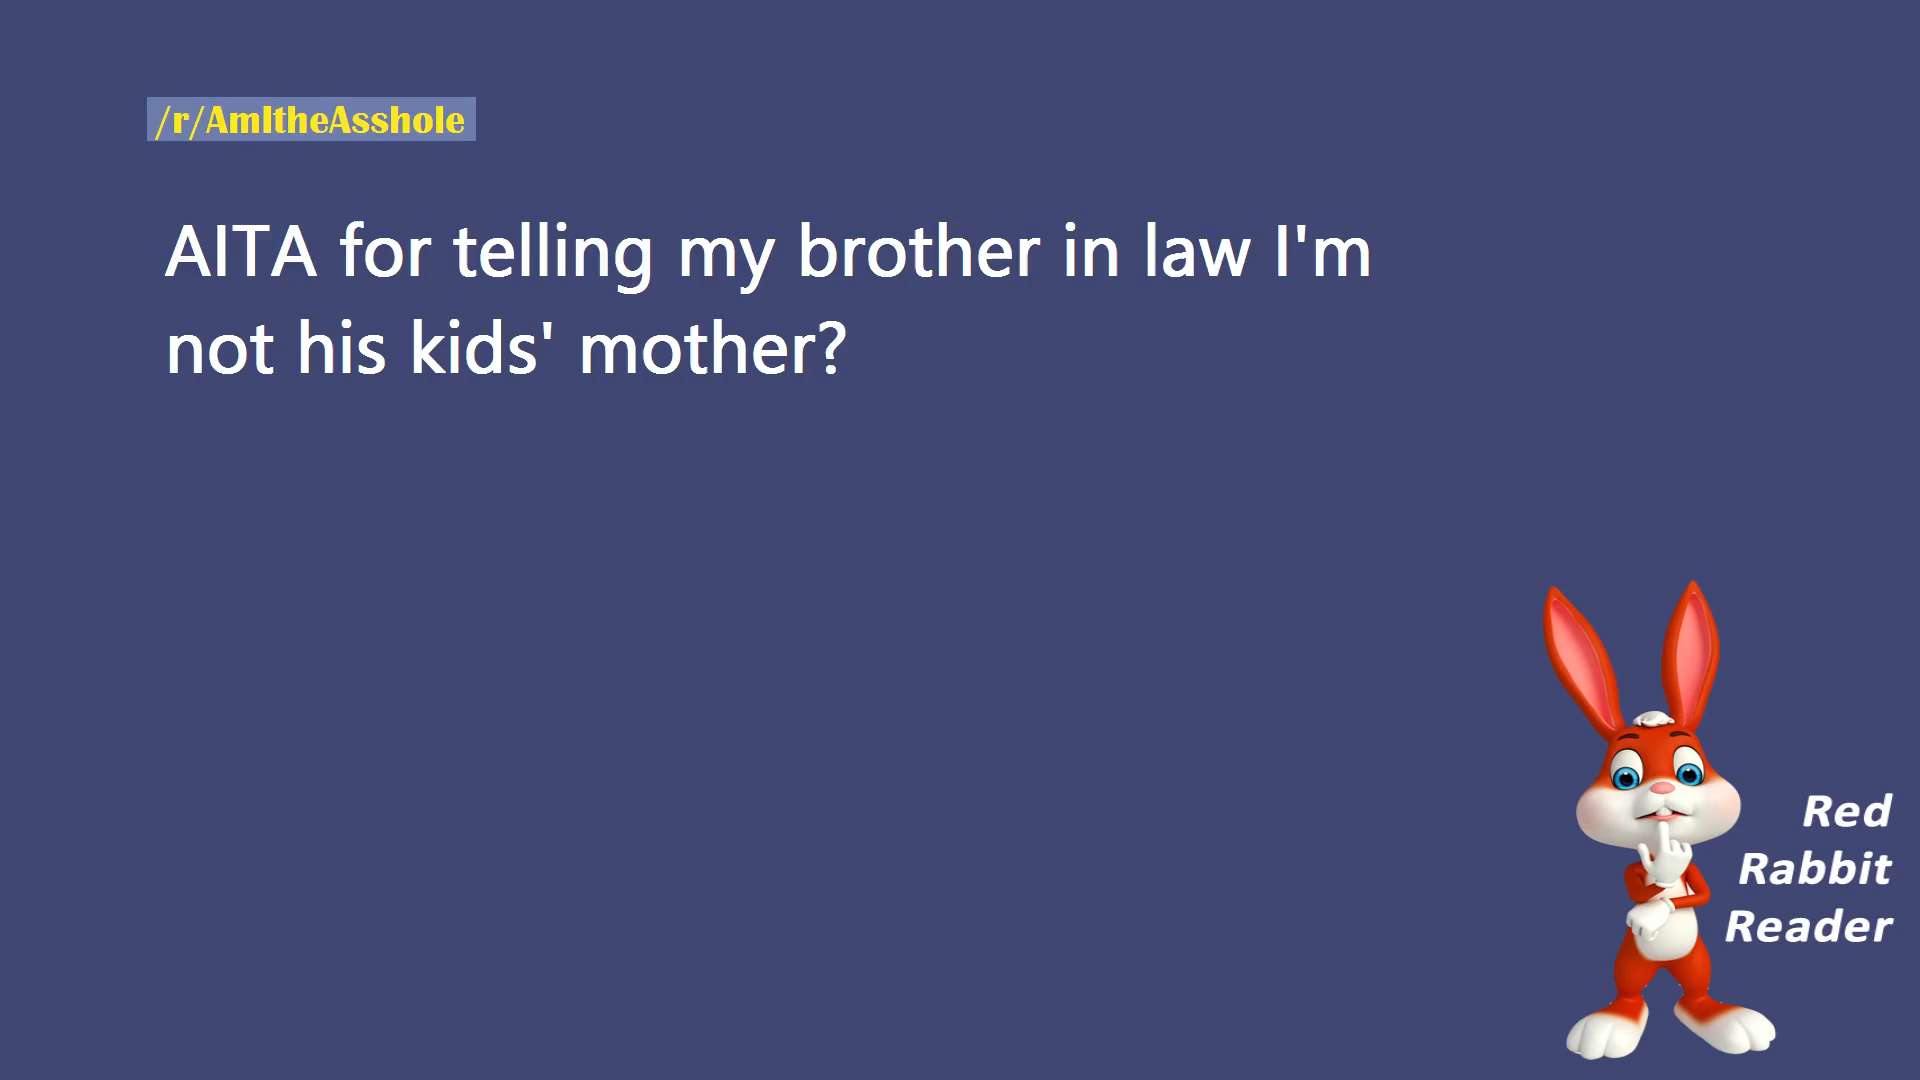 /r/AmItheAsshole
AITA for telling my brother in law I'm
not his kids' mother?
Red
Rabbit
Reader